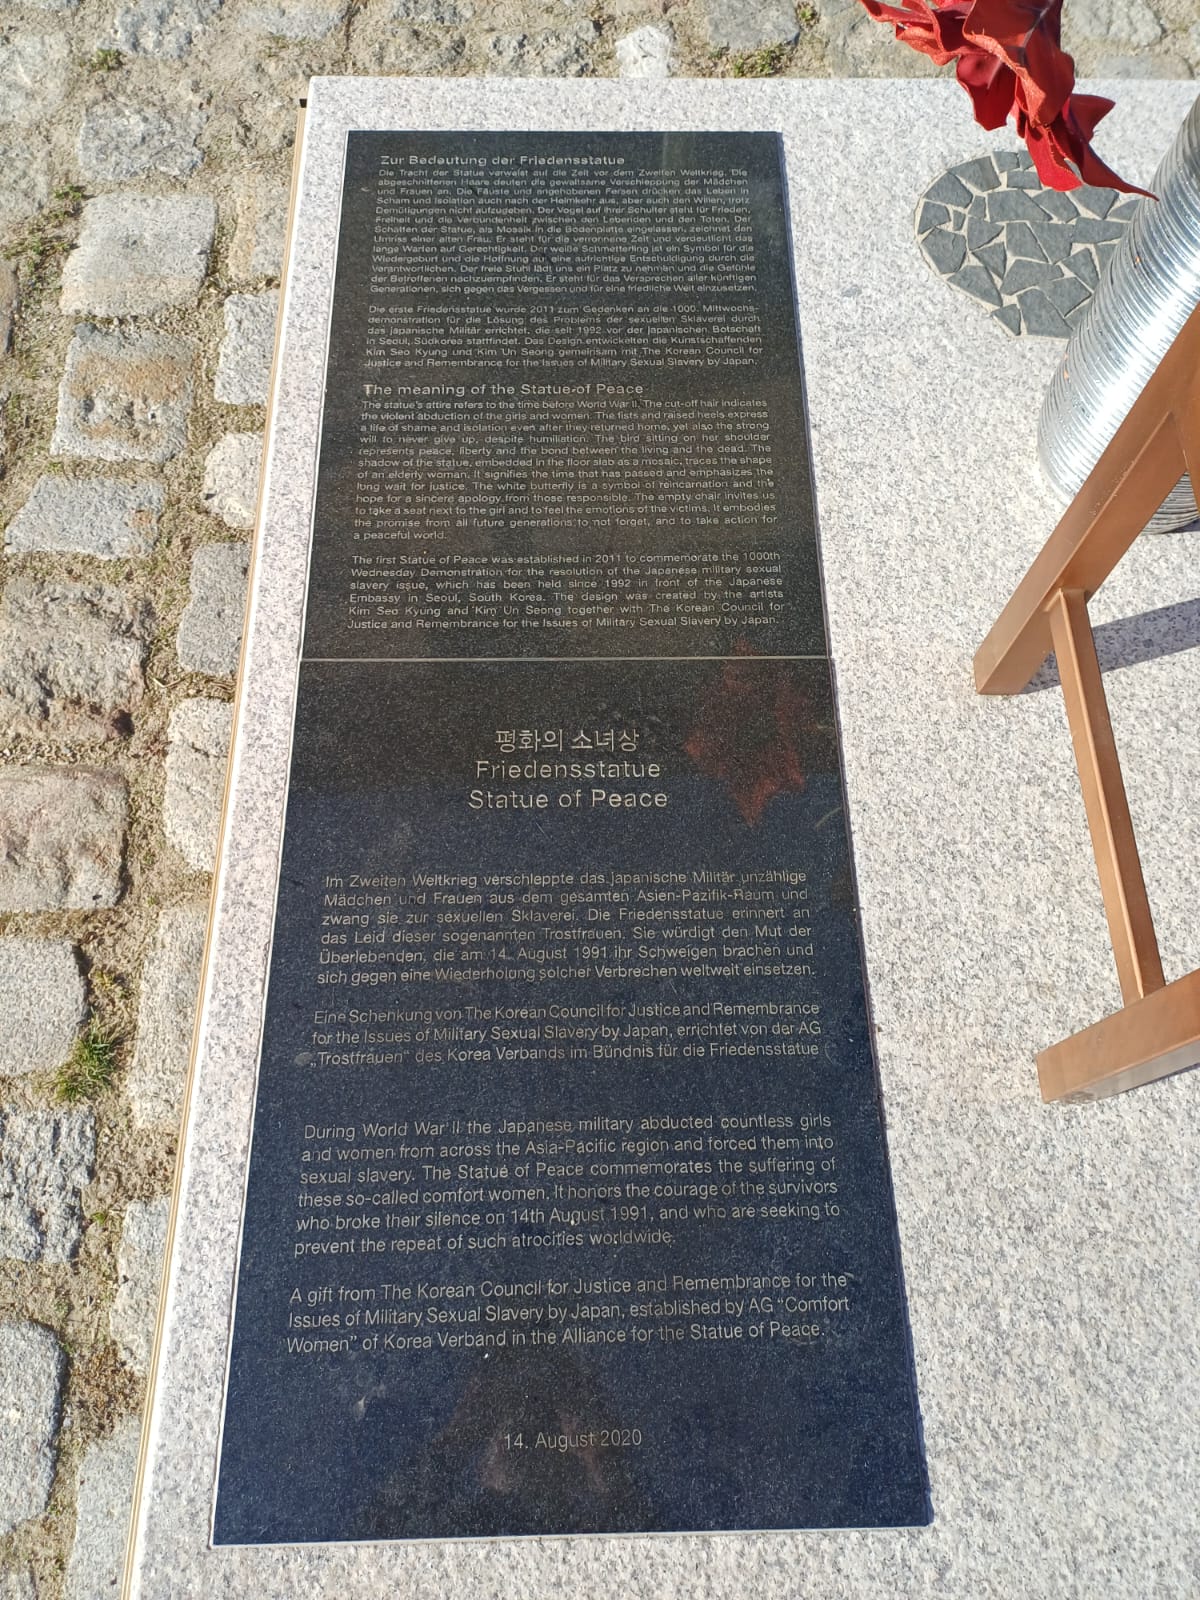 Zur Bedeutung der Friedensstatue
Die Tracht der Statue verweist auf die Zeit vor dem Zweiten Weltkrieg. Die
abgeschnittenen Haare deuten die gewaltsame Verschleppung der Mädchen
und Frauen an. Die Fäuste und angehobenen Fersen drücken das Leben in
Scham und Isolation auch nach der Heimkehr aus, aber auch den Willen, trotz
Demütigungen nicht aufzugeben. Der Vogel auf ihrer Schulter steht für Frieden,
Freiheit und die Verbundenheit zwischen den Lebenden und den Toten. Der
Schatten der Statue, als Mosaik in die Bodenplatte eingelassen, zeichnet den
Umriss einer alten Frau. Er steht für die verronnene Zeit und verdeutlicht das
lange Warten auf Gerechtigkeit. Der weiße Schmetterling ist ein Symbol für die
Wiedergeburt und die Hoffnung auf eine aufrichtige Entschuldigung durch die
Verantwortlichen. Der freie Stuhl lädt uns ein Platz zu nehmen und die Gefühle
der Betroffenen nachzuempfinden. Er steht für das Versprechen aller künftigen
Generationen, sich gegen das Vergessen und für eine friedliche Welt einzusetzen.
Die erste Friedensstatue wurde 2011 zum Gedenken an die 1000. Mittwochs-
demonstration für die Lösung des Problems der sexuellen Sklaverei durch
das japanische Militär errichtet, die seit 1992 vor der japanischen Botschaft
in Seoul, Südkorea stattfindet. Das Design entwickelten die Kunstschaffenden
Kim Seo Kyung und Kim Un Seong gemeinsam mit The Korean Council for
Justice and Remembrance for the Issues of Military Sexual Slavery by Japan.
The meaning of the Statue of Peace
The statue's attire refers to the time before World War II. The cut-off hair indicates
the violent abduction of the girls and women. The fists and raised heels express
a life of shame and isolation even after they returned home, yet also the strong
will to never give up, despite humiliation. The bird sitting on her shoulder
represents peace, liberty and the bond between the living and the dead. The
shadow of the statue, embedded in the floor slab as a mosaic, traces the shape
of an elderly woman. It signifies the time that has passed and emphasizes the
long wait for justice. The white butterfly is a symbol of reincarnation and the
hope for a sincere apology from those responsible. The empty chair invites us
to take a seat next to the girl and to feel the emotions of the victims. It embodies
the promise from all future generations to not forget, and to take action for
a peaceful world.
The first Statue of Peace was established in 2011 to commemorate the 1000th
Wednesday Demonstration for the resolution of the Japanese military sexual
slavery issue, which has been held since 1992 in front of the Japanese
Embassy in Seoul, South Korea. The design was created by the artists
Kim Seo Kyung and Kim Un Seong together with The Korean Council for
Justice and Remembrance for the Issues of Military Sexual Slavery by Japan.
평화의 소녀상
Friedensstatue
Statue of Peace
Im Zweiten Weltkrieg verschleppte das japanische Militär unzählige
Mädchen und Frauen aus dem gesamten Asien-Pazifik-Raum und
zwang sie zur sexuellen Sklaverei. Die Friedensstatue erinnert an
das Leid dieser sogenannten Trostfrauen. Sie würdigt den Mut der
Überlebenden, die am 14. August 1991 ihr Schweigen brachen und
sich gegen eine Wiederholung solcher Verbrechen weltweit einsetzen.
Eine Schenkung von The Korean Council for Justice and Remembrance
for the Issues of Military Sexual Slavery by Japan, errichtet von der AG
„Trostfrauen“ des Korea Verbands im Bündnis für die Friedensstatue
During World War II the Japanese military abducted countless girls
and women from across the Asia-Pacific region and forced them into
sexual slavery. The Statue of Peace commemorates the suffering of
these so-called comfort women. It honors the courage of the survivors
who broke their silence on 14th August 1991, and who are seeking to
prevent the repeat of such atrocities worldwide.
A gift from The Korean Council for Justice and Remembrance for the
Issues of Military Sexual Slavery by Japan, established by AG “Comfort
Women” of Korea Verband in the Alliance for the Statue of Peace.
14. August 2020